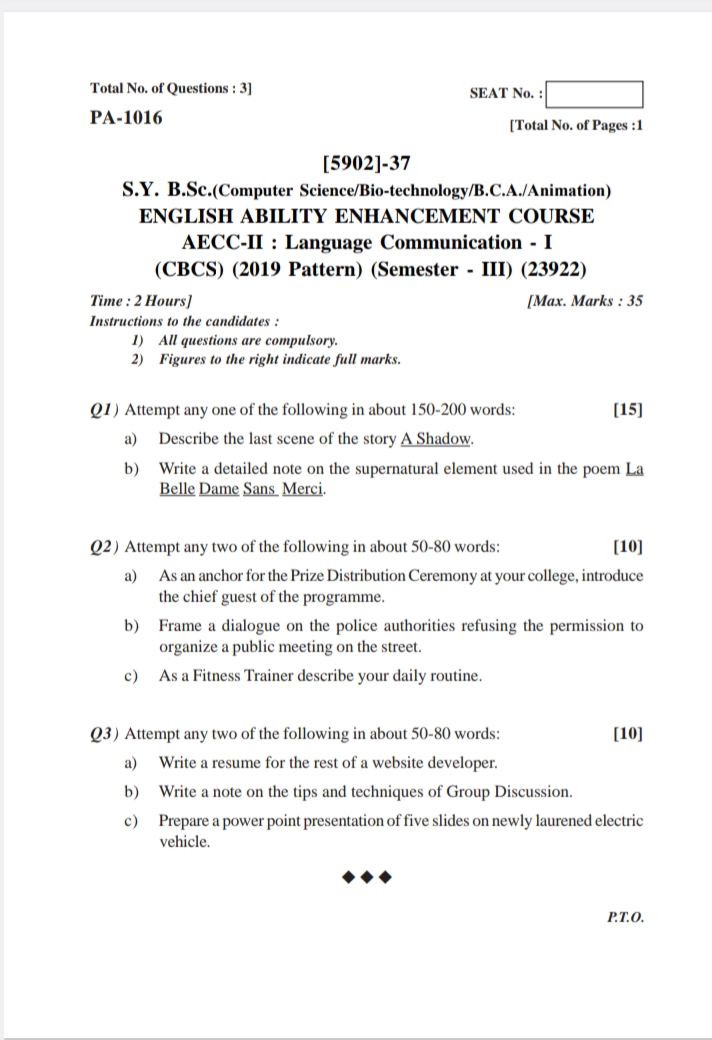 Total No. of Questions : 3]
SEAT No. :
PA-1016
[Total No. of Pages :1
[5902]-37
S.Y. B.Sc.(Computer Science/Bio-technology/B.C.A./Animation)
ENGLISH ABILITY ENHANCEMENT COURSE
AECC-II : Language Communication - I
(CBCS) (2019 Pattern) (Semester - III) (23922)
Time : 2 Hours]
[Max. Marks : 35
Instructions to the candidates :
1) All questions are compulsory.
2) Figures to the right indicate full marks.
Q1) Attempt any one of the following in about 150-200 words: [15]
a) Describe the last scene of the story A Shadow.
b) Write a detailed note on the supernatural element used in the poem La
Belle Dame Sans Merci.
Q2) Attempt any two of the following in about 50-80 words: [10]
a) As an anchor for the Prize Distribution Ceremony at your college, introduce
the chief guest of the programme.
b) Frame a dialogue on the police authorities refusing the permission to
organize a public meeting on the street.
c) As a Fitness Trainer describe your daily routine.
Q3) Attempt any two of the following in about 50-80 words: [10]
a) Write a resume for the rest of a website developer.
b) Write a note on the tips and techniques of Group Discussion.
c) Prepare a power point presentation of five slides on newly laurened electric
vehicle.
P.T.O.